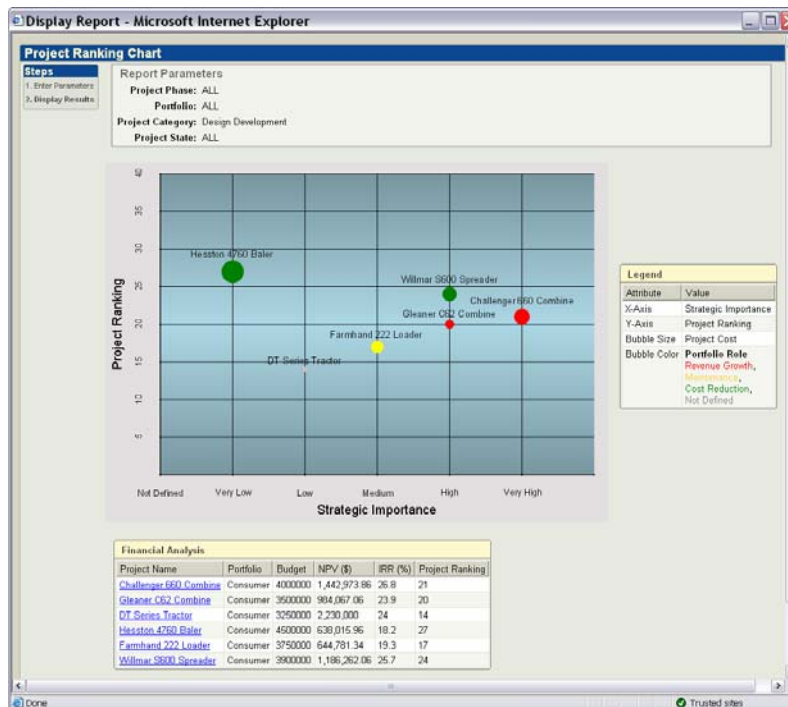 Display Report - Microsoft Internet Explorer
Project Ranking Chart
Steps
1. Enter Parameters
2. Display Results
Report Parameters
Project Phase: ALL
Portfolio: ALL
Project Category: Design Development
Project State: ALL
Project Ranking
40
35
30
25
20
15
10
5
Hesston 4760 Baler
Willmar S600 Spreader
Challenger 660 Combine
Gleaner C62 Combine
Farmhand 222 Loader
DT Series Tractor
Not Defined Very Low Low Medium High Very High
Strategic Importance
Legend
Attribute Value
X-Axis Strategic Importance
Y-Axis Project Ranking
Bubble Size Project Cost
Bubble Color Portfolio Role
Revenue Growth,
Maintenance,
Cost Reduction,
Not Defined
Financial Analysis
Project Name Portfolio Budget NPV ($) IRR (%) Project Ranking
Challenger 660 Combine Consumer 4000000 1,442,973.86 26.8 21
Gleaner C62 Combine Consumer 3500000 984,067.06 23.9 20
DT Series Tractor Consumer 3250000 2,230,000 24 14
Hesston 4760 Baler Consumer 4500000 638,015.96 18.2 27
Farmhand 222 Loader Consumer 3750000 644,781.34 19.3 17
Willmar S600 Spreader Consumer 3900000 1,186,262.06 25.7 24
Done
Trusted sites